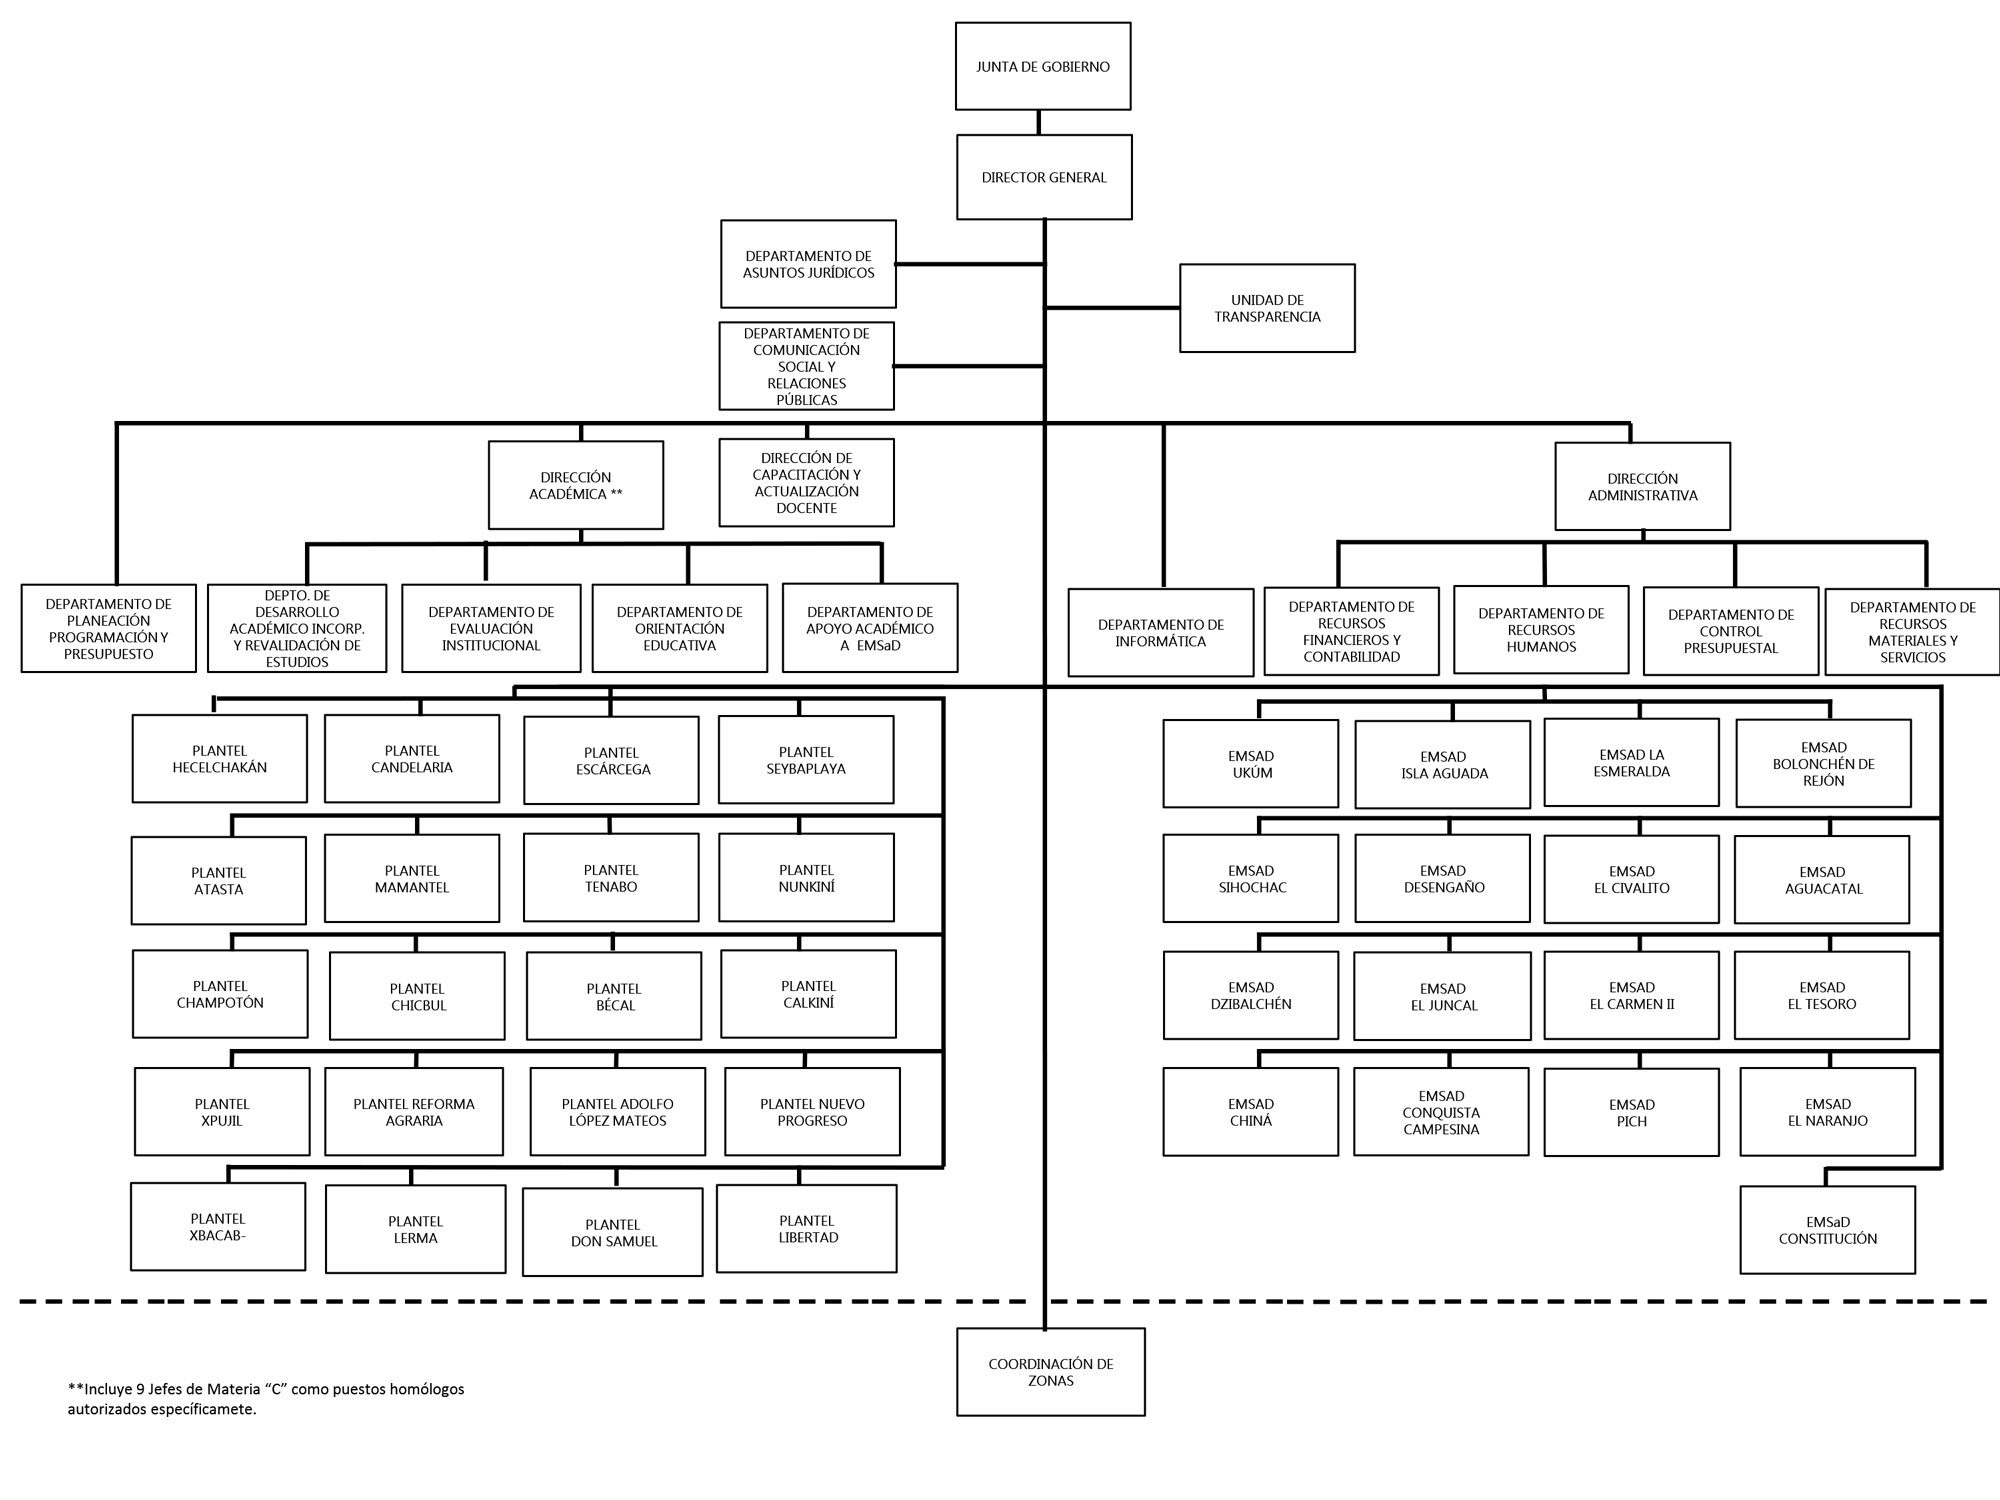 JUNTA DE GOBIERNO
DIRECTOR GENERAL
DEPARTAMENTO DE
ASUNTOS JURÍDICOS
UNIDAD DE
TRANSPARENCIA
DEPARTAMENTO DE
COMUNICACIÓN
SOCIAL Y
RELACIONES
PÚBLICAS
DIRECCIÓN
ACADÉMICA **
DIRECCIÓN DE
CAPACITACIÓN Y
ACTUALIZACIÓN
DOCENTE
DIRECCIÓN
ADMINISTRATIVA
DEPARTAMENTO DE
PLANEACIÓN
PROGRAMACIÓN Y
PRESUPUESTO
DEPTO. DE
DESARROLLO
ACADÉMICO INCORP.
Y REVALIDACIÓN DE
ESTUDIOS
DEPARTAMENTO DE
EVALUACIÓN
INSTITUCIONAL
DEPARTAMENTO DE
ORIENTACIÓN
EDUCATIVA
DEPARTAMENTO DE
APOYO ACADÉMICO
A EMSaD
DEPARTAMENTO DE
INFORMÁTICA
DEPARTAMENTO DE
RECURSOS
FINANCIEROS Y
CONTABILIDAD
DEPARTAMENTO DE
RECURSOS
HUMANOS
DEPARTAMENTO DE
CONTROL
PRESUPUESTAL
DEPARTAMENTO DE
RECURSOS
MATERIALES Y
SERVICIOS
PLANTEL
HECELCHAKÁN
PLANTEL
CANDELARIA
PLANTEL
ESCÁRCEGA
PLANTEL
SEYBAPLAYA
EMSAD
UKÚM
EMSAD
ISLA AGUADA
EMSAD LA
ESMERALDA
EMSAD
BOLONCHÉN DE
REJÓN
PLANTEL
ATASTA
PLANTEL
MAMANTEL
PLANTEL
TENABO
PLANTEL
NUNKINÍ
EMSAD
SIHOCHAC
EMSAD
DESENGAÑO
EMSAD
EL CIVALITO
EMSAD
AGUACATAL
PLANTEL
CHAMPOTÓN
PLANTEL
CHICBUL
PLANTEL
BÉCAL
PLANTEL
CALKINÍ
EMSAD
DZIBALCHÉN
EMSAD
EL JUNCAL
EMSAD
EL CARMEN II
EMSAD
EL TESORO
PLANTEL
XPUJIL
PLANTEL REFORMA
AGRARIA
PLANTEL ADOLFO
LÓPEZ MATEOS
PLANTEL NUEVO
PROGRESO
EMSAD
CHINÁ
EMSAD
CONQUISTA
CAMPESINA
EMSAD
PICH
EMSAD
EL NARANJO
PLANTEL
XBACAB-
PLANTEL
LERMA
PLANTEL
DON SAMUEL
PLANTEL
LIBERTAD
EMSaD
CONSTITUCIÓN
COORDINACIÓN DE
ZONAS
**Incluye 9 Jefes de Materia “C” como puestos homólogos
autorizados específicamete.